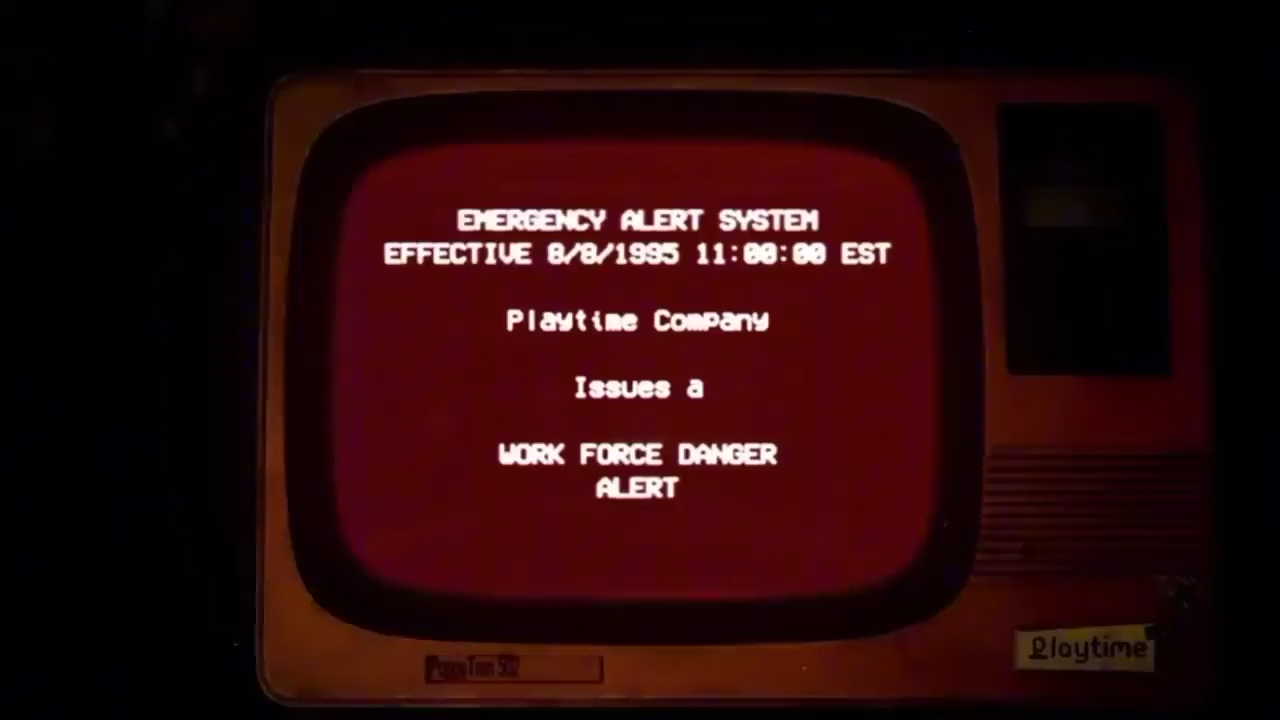 EMERGENCY ALERT SYSTEM
EFFECTIVE 8/8/1995 11:00:00 EST
Playtime Company
Issues a
WORK FORCE DANGER
ALERT
Playtime